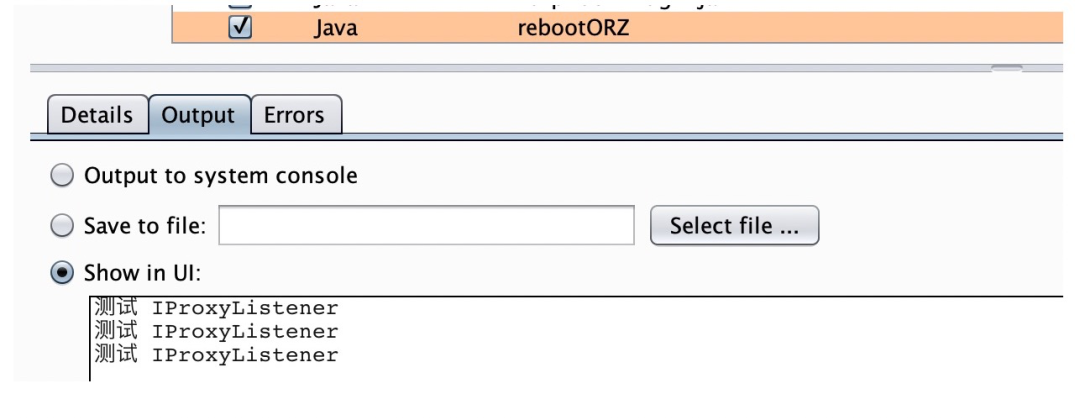 Java rebootORZ
Details Output Errors
Output to system console
Save to file: Select file ...
Show in UI:
测试 IProxyListener
测试 IProxyListener
测试 IProxyListener